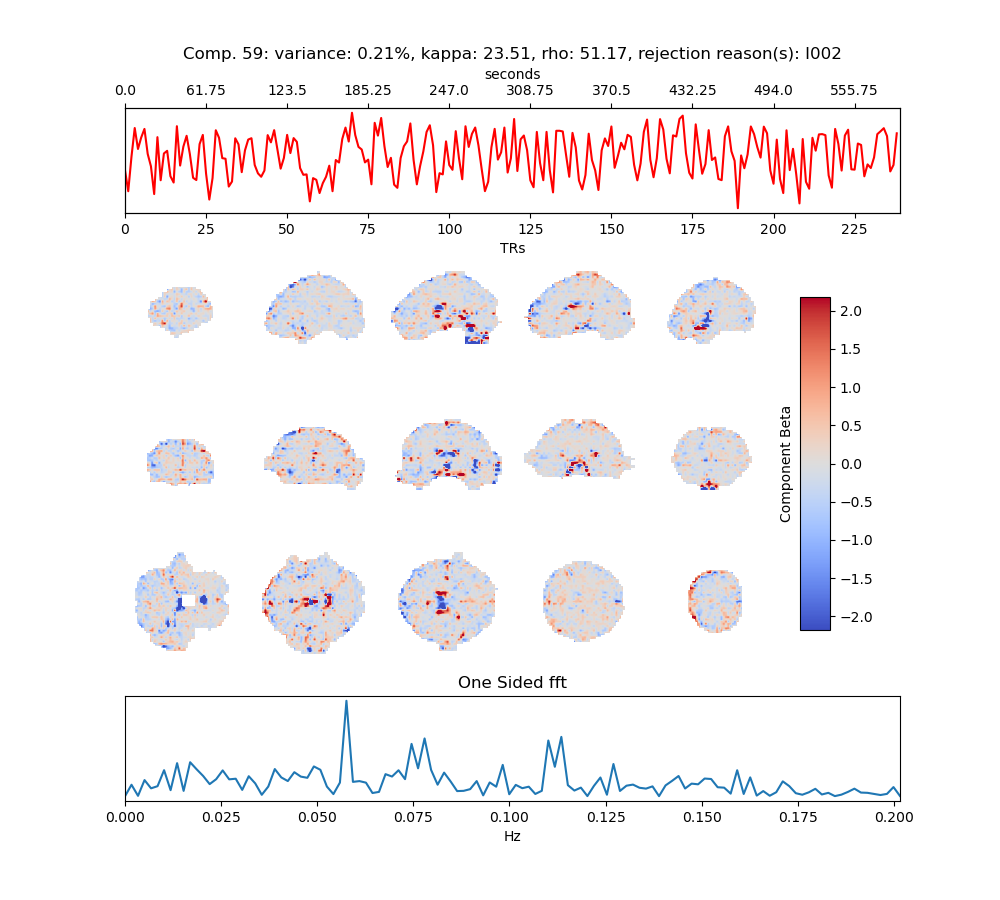 Comp. 59: variance: 0.21%, kappa: 23.51, rho: 51.17, rejection reason(s): I002
seconds
0.0 61.75 123.5 185.25 247.0 308.75 370.5 432.25 494.0 555.75
0 25 50 75 100 125 150 175 200 225
TRs
2.0
1.5
1.0
0.5
0.0
−0.5
−1.0
−1.5
−2.0
Component Beta
One Sided fft
0.000 0.025 0.050 0.075 0.100 0.125 0.150 0.175 0.200
Hz